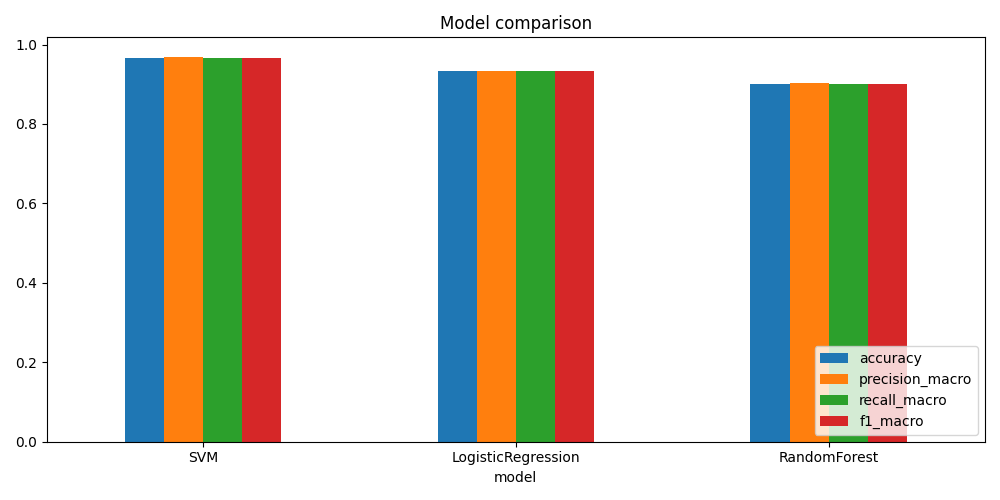 Model comparison
1.0
0.8
0.6
0.4
0.2
0.0
accuracy
precision_macro
recall_macro
f1_macro
SVM LogisticRegression RandomForest
model